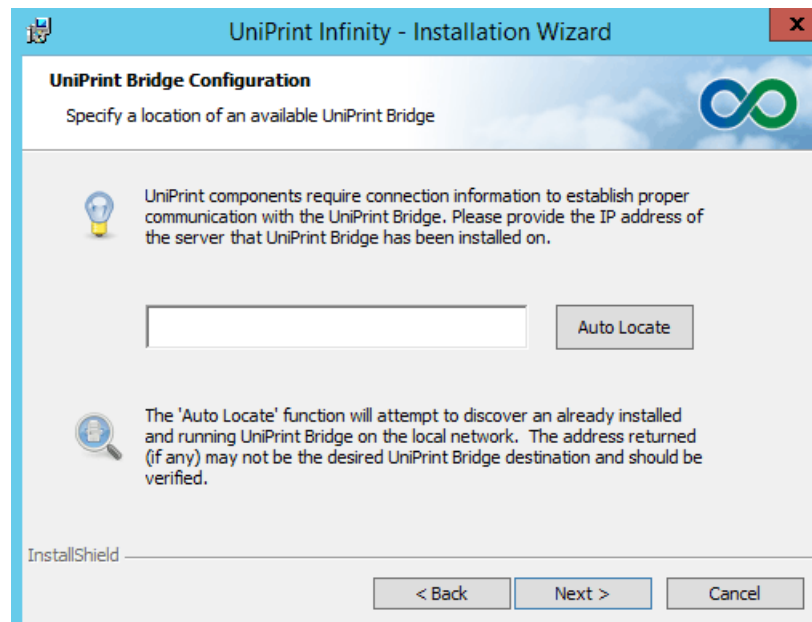 UniPrint Infinity - Installation Wizard
x
UniPrint Bridge Configuration
Specify a location of an available UniPrint Bridge
UniPrint components require connection information to establish proper
communication with the UniPrint Bridge. Please provide the IP address of
the server that UniPrint Bridge has been installed on.
Auto Locate
The 'Auto Locate' function will attempt to discover an already installed
and running UniPrint Bridge on the local network. The address returned
(if any) may not be the desired UniPrint Bridge destination and should be
verified.
InstallShield
< Back Next > Cancel